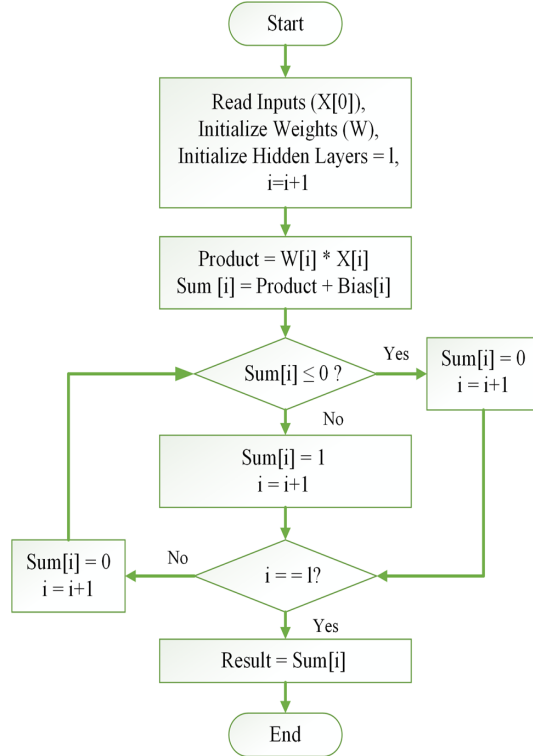 Start
Read Inputs (X[0]),
Initialize Weights (W),
Initialize Hidden Layers = l,
i=i+1
Product = W[i] * X[i]
Sum [i] = Product + Bias[i]
Sum[i] ≤ 0 ?
Yes
Sum[i] = 0
i = i+1
No
Sum[i] = 1
i = i+1
Sum[i] = 0
i = i+1
No
i == l?
Yes
Result = Sum[i]
End